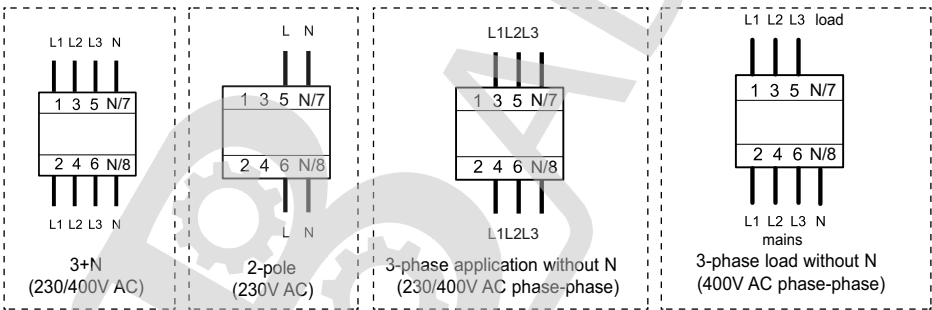 L1 L2 L3 N
1 3 5 N/7
2 4 6 N/8
L1 L2 L3 N
3+N
(230/400V AC)
L N
1 3 5 N/7
2 4 6 N/8
L N
2-pole
(230V AC)
L1L2L3
1 3 5 N/7
2 4 6 N/8
L1L2L3
3-phase application without N
(230/400V AC phase-phase)
L1 L2 L3 load
1 3 5 N/7
2 4 6 N/8
L1 L2 L3 N
mains
3-phase load without N
(400V AC phase-phase)